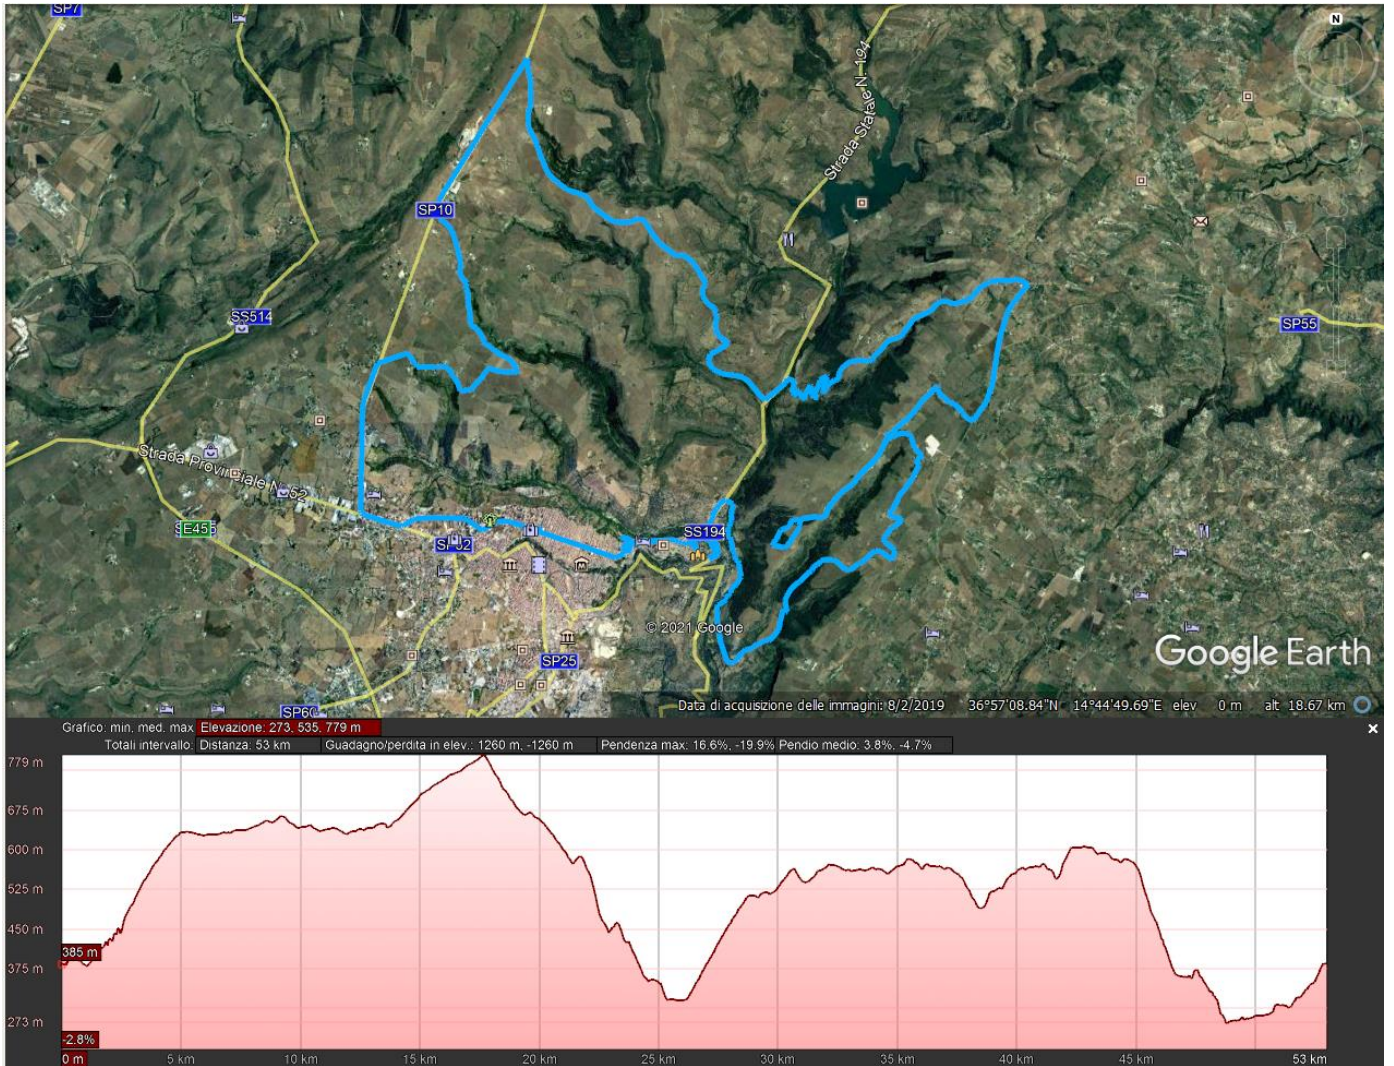 SP7
N
Strada Statale N. 194
SP10
SS514
SP55
Strada Provinciale N. 52
E45
SS194
© 2021 Google
Google Earth
SP25
SP60
Data di acquisizione delle immagini: 8/2/2019 36°57'08.84"N 14°44'49.69"E elev 0 m alt 18.67 km
Grafico: min, med, max Elevazione: 273, 535, 779 m
Totali intervallo: Distanza: 53 km Guadagno/perdita in elev.: 1260 m, -1260 m Pendenza max: 16.6%, -19.9% Pendio medio: 3.8%, -4.7%
779 m
675 m
600 m
525 m
450 m
385 m
375 m
273 m
-2.8%
0 m 5 km 10 km 15 km 20 km 25 km 30 km 35 km 40 km 45 km 53 km